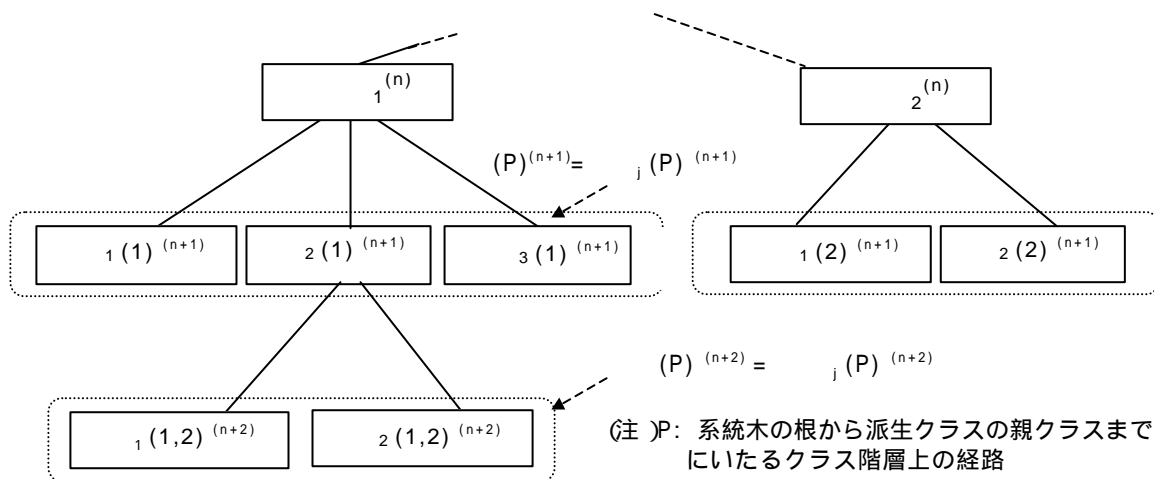 1(n)
2(n)
(P)(n+1)= j(P)(n+1)
1(1)(n+1)
2(1)(n+1)
3(1)(n+1)
1(2)(n+1)
2(2)(n+1)
(P)(n+2)= j(P)(n+2)
1(1,2)(n+2)
2(1,2)(n+2)
(注)P: 系統木の根から派生クラスの親クラスまで
にいたるクラス階層上の経路